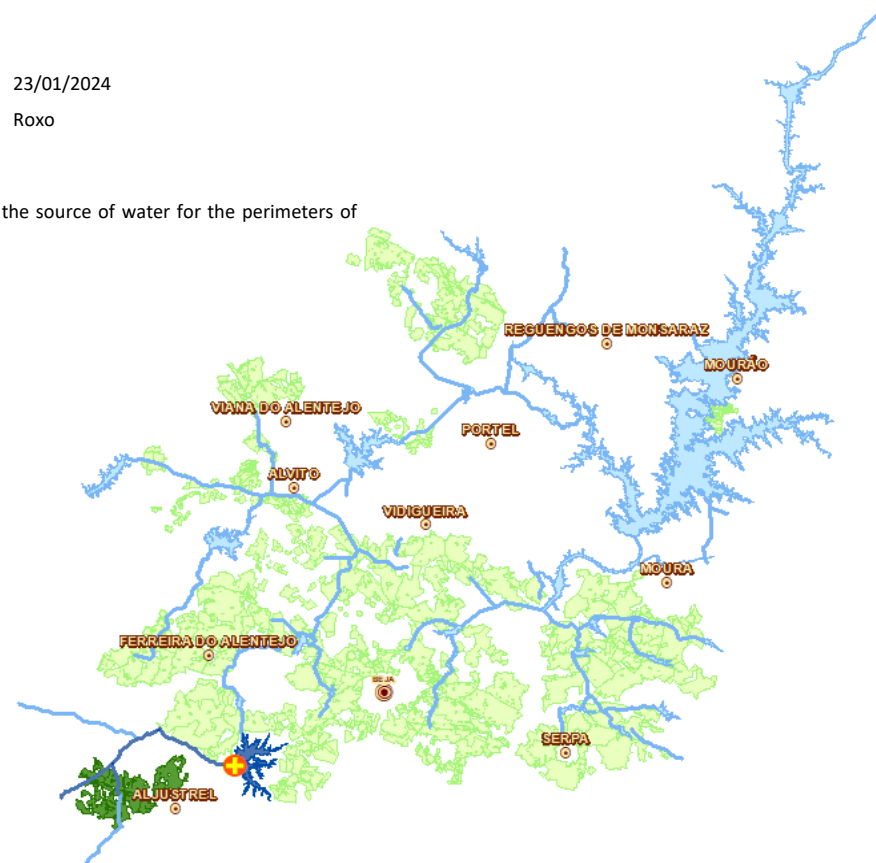 23/01/2024
Roxo
the source of water for the perimeters of
REGUENGOS DE MONSARAZ
MOURÃO
VIANA DO ALENTEJO
PORTEL
ALVITO
VIDIGUEIRA
MOURA
FERREIRA DO ALENTEJO
BEJA
SERPA
ALJUSTREL